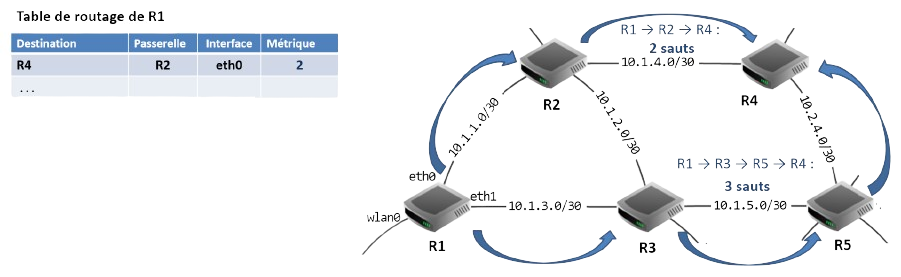 Table de routage de R1
Destination Passerelle Interface Métrique
R4 R2 eth0 2
...
R1 → R2 → R4 :
2 sauts
10.1.4.0/30
R2
R4
10.1.1.0/30
10.1.2.0/30
10.2.4.0/30
R1 → R3 → R5 → R4 :
3 sauts
eth0
eth1
10.1.3.0/30
10.1.5.0/30
wlan0
R1
R3
R5